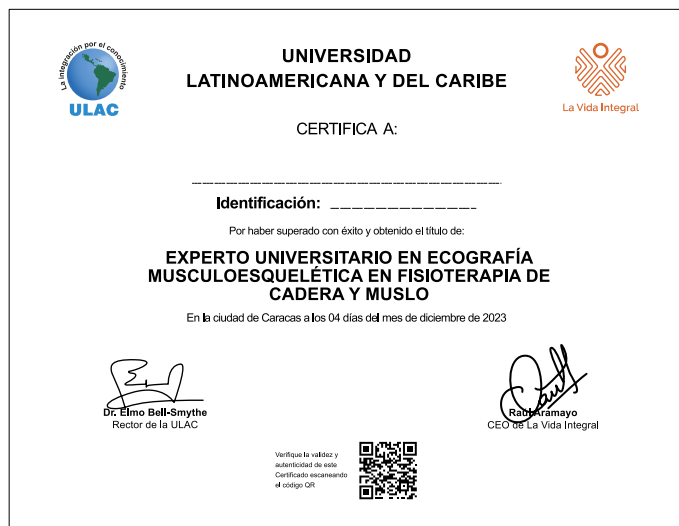 La integración por el conocimiento
ULAC
UNIVERSIDAD
LATINOAMERICANA Y DEL CARIBE
La Vida Integral
CERTIFICA A:
Identificación:
Por haber superado con éxito y obtenido el título de:
EXPERTO UNIVERSITARIO EN ECOGRAFÍA
MUSCULOESQUELÉTICA EN FISIOTERAPIA DE
CADERA Y MUSLO
En la ciudad de Caracas a los 04 días del mes de diciembre de 2023
Dr. Elmo Bell-Smythe
Rector de la ULAC
Raúl Aramayo
CEO de La Vida Integral
Verifique la validez y
autenticidad de este
Certificado escaneando
el código QR